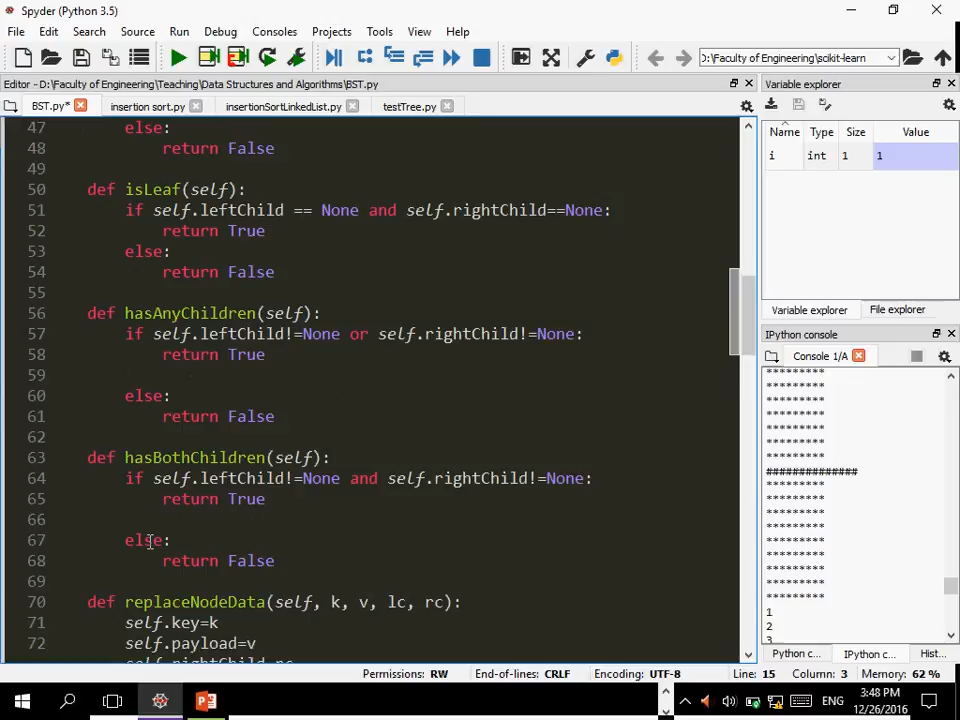 Spyder (Python 3.5)
File Edit Search Source Run Debug Consoles Projects Tools View Help
D:\Faculty of Engineering\scikit-learn
Editor - D:\Faculty of Engineering\Teaching\Data Structures and Algorithms\BST.py
BST.py* insertion sort.py insertionSortLinkedList.py testTree.py
47 else:
48 return False
49
50 def isLeaf(self):
51 if self.leftChild == None and self.rightChild==None:
52 return True
53 else:
54 return False
55
56 def hasAnyChildren(self):
57 if self.leftChild!=None or self.rightChild!=None:
58 return True
59
60 else:
61 return False
62
63 def hasBothChildren(self):
64 if self.leftChild!=None and self.rightChild!=None:
65 return True
66
67 else:
68 return False
69
70 def replaceNodeData(self, k, v, lc, rc):
71 self.key=k
72 self.payload=v
Variable explorer
Name Type Size Value
i int 1 1
Variable explorer File explorer
IPython console
Console 1/A
*********
*********
*********
*********
*********
*********
*********
##############
*********
*********
*********
*********
*********
*********
*********
*********
*********
1
2
3
Python c... IPython c... Hist...
Permissions: RW End-of-lines: CRLF Encoding: UTF-8 Line: 15 Column: 3 Memory: 62 %
ENG
3:48 PM
12/26/2016